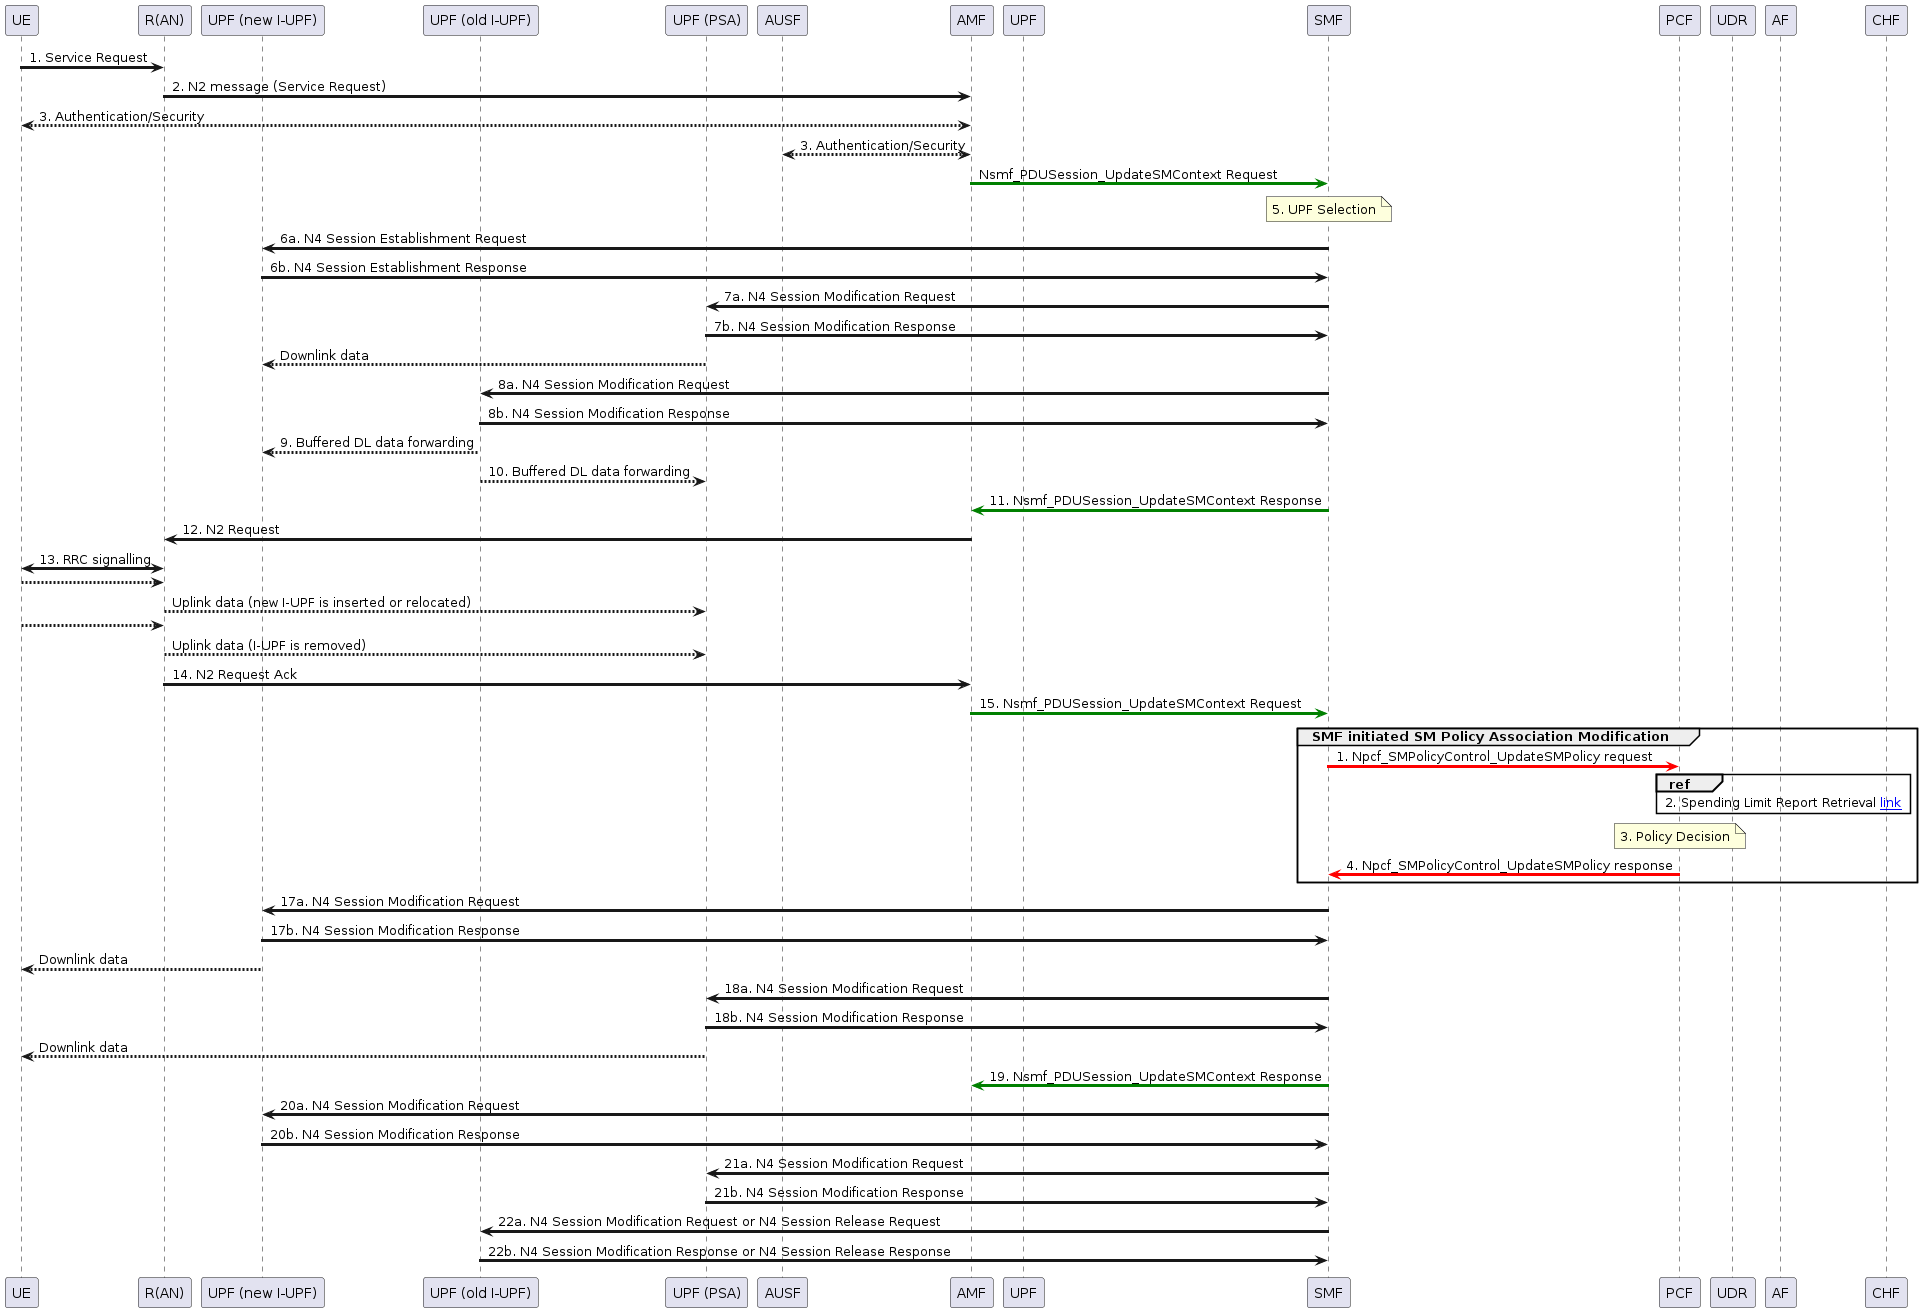 UE R(AN) UPF (new I-UPF) UPF (old I-UPF) UPF (PSA) AUSF AMF UPF SMF PCF UDR AF CHF
1. Service Request
2. N2 message (Service Request)
3. Authentication/Security
3. Authentication/Security
Nsmf_PDUSession_UpdateSMContext Request
5. UPF Selection
6a. N4 Session Establishment Request
6b. N4 Session Establishment Response
7a. N4 Session Modification Request
7b. N4 Session Modification Response
Downlink data
8a. N4 Session Modification Request
8b. N4 Session Modification Response
9. Buffered DL data forwarding
10. Buffered DL data forwarding
11. Nsmf_PDUSession_UpdateSMContext Response
12. N2 Request
13. RRC signalling
Uplink data (new I-UPF is inserted or relocated)
Uplink data (I-UPF is removed)
14. N2 Request Ack
15. Nsmf_PDUSession_UpdateSMContext Request
SMF initiated SM Policy Association Modification
1. Npcf_SMPolicyControl_UpdateSMPolicy request
ref
2. Spending Limit Report Retrieval link
3. Policy Decision
4. Npcf_SMPolicyControl_UpdateSMPolicy response
17a. N4 Session Modification Request
17b. N4 Session Modification Response
Downlink data
18a. N4 Session Modification Request
18b. N4 Session Modification Response
Downlink data
19. Nsmf_PDUSession_UpdateSMContext Response
20a. N4 Session Modification Request
20b. N4 Session Modification Response
21a. N4 Session Modification Request
21b. N4 Session Modification Response
22a. N4 Session Modification Request or N4 Session Release Request
22b. N4 Session Modification Response or N4 Session Release Response
UE R(AN) UPF (new I-UPF) UPF (old I-UPF) UPF (PSA) AUSF AMF UPF SMF PCF UDR AF CHF